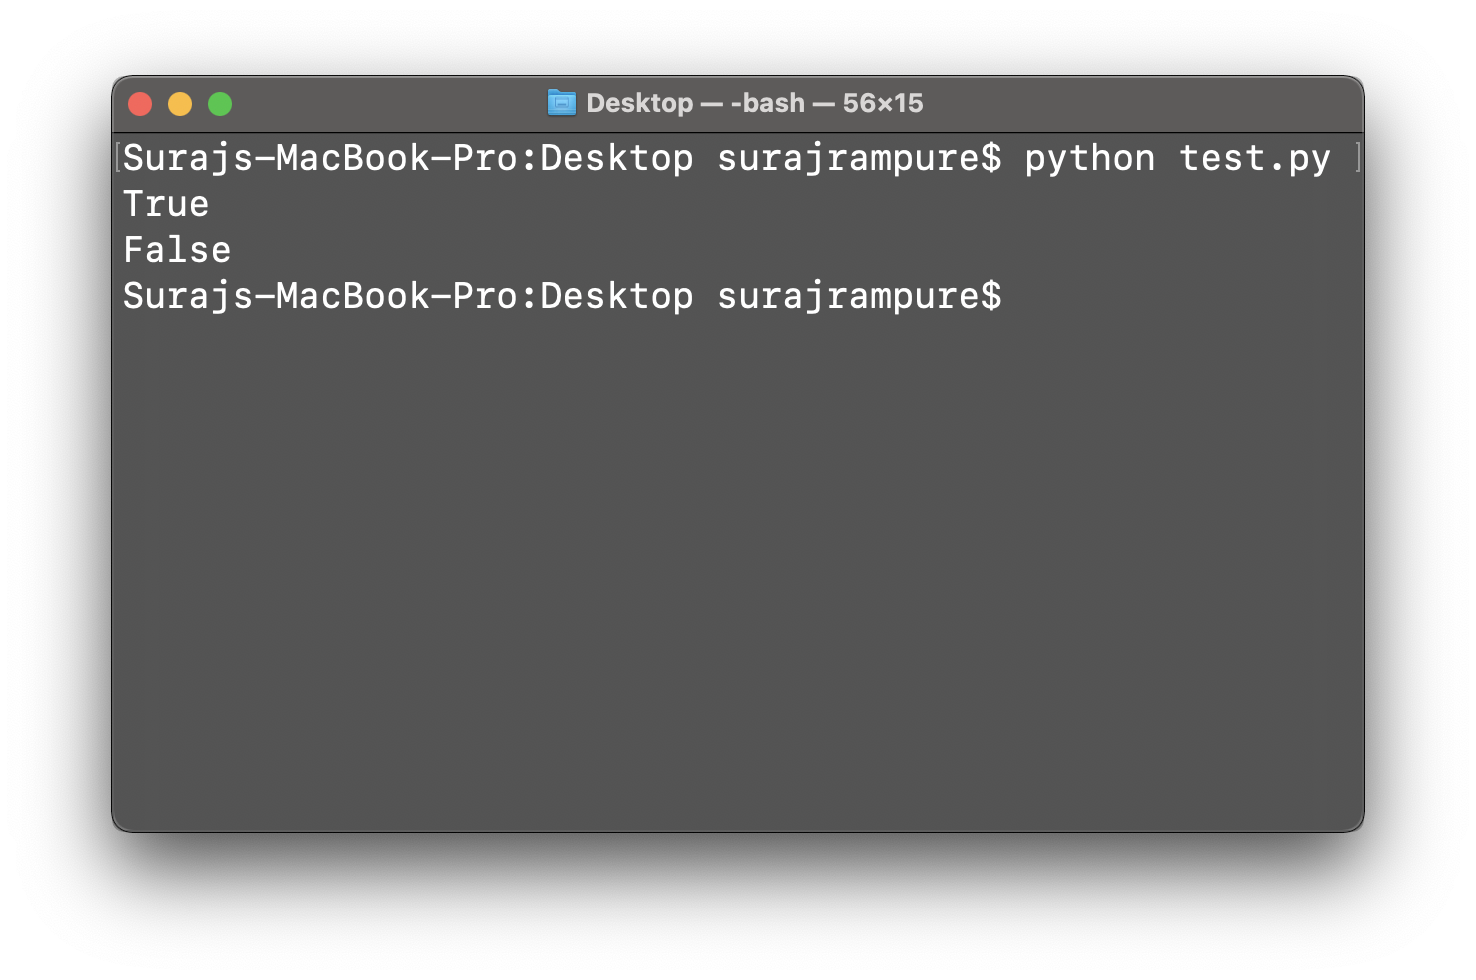 Desktop — -bash — 56×15
[Surajs-MacBook-Pro:Desktop surajrampure$ python test.py ]
True
False
Surajs-MacBook-Pro:Desktop surajrampure$